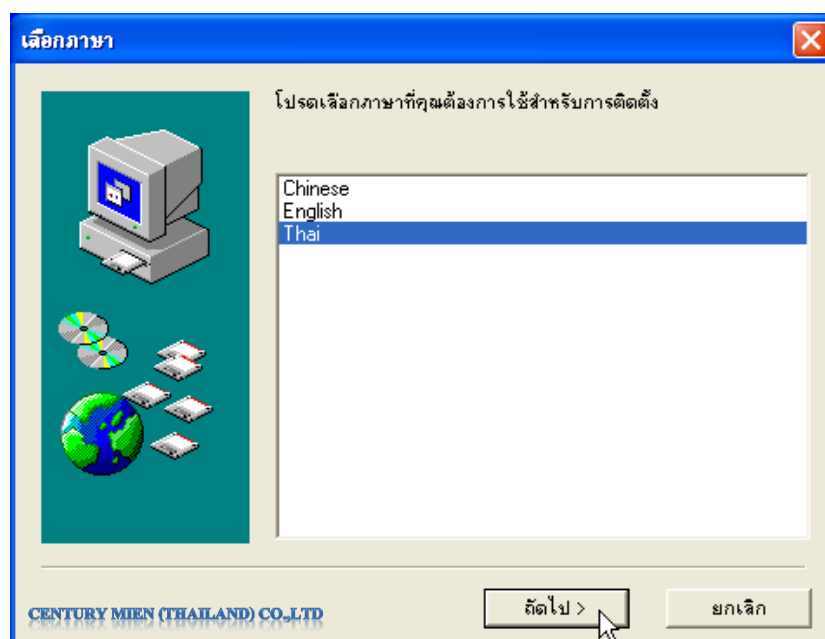 เลือกภาษา
โปรดเลือกภาษาที่คุณต้องการใช้สำหรับการติดตั้ง
Chinese
English
Thai
ถัดไป >
ยกเลิก
CENTURY MIEN (THAILAND) CO.,LTD